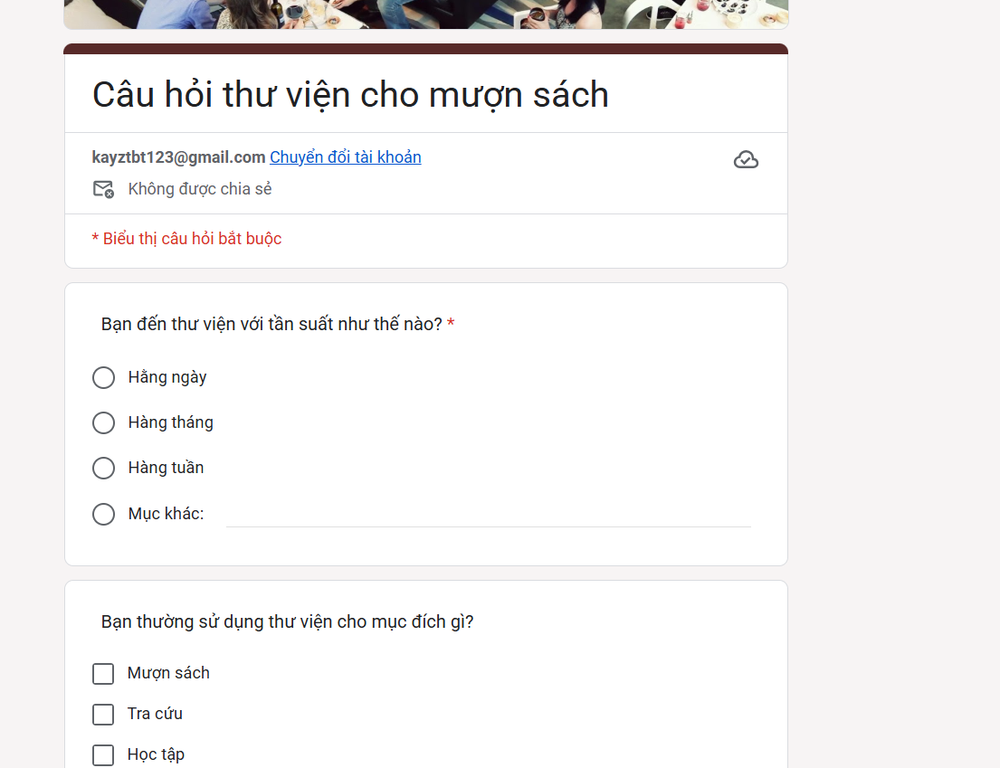 Câu hỏi thư viện cho mượn sách
kayztbt123@gmail.com Chuyển đổi tài khoản
Không được chia sẻ
* Biểu thị câu hỏi bắt buộc
Bạn đến thư viện với tần suất như thế nào? *
Hằng ngày
Hàng tháng
Hàng tuần
Mục khác:
Bạn thường sử dụng thư viện cho mục đích gì?
Mượn sách
Tra cứu
Học tập